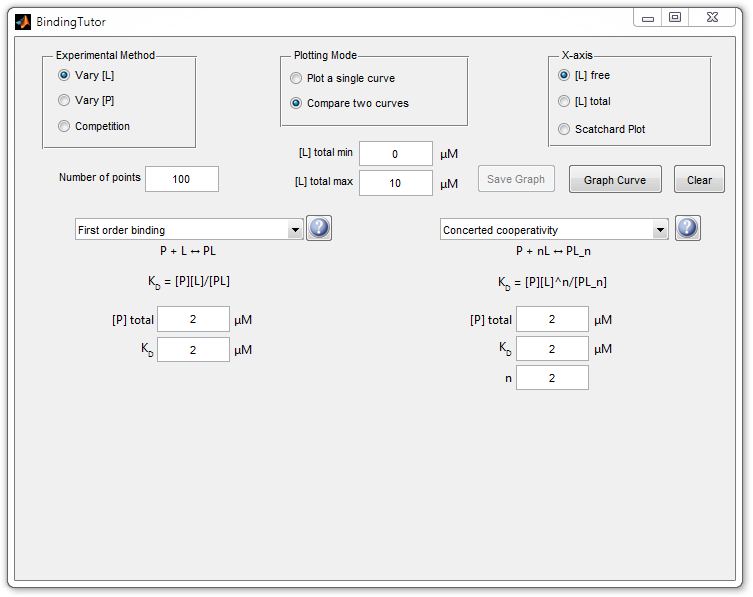 BindingTutor
Experimental Method
Vary [L]
Vary [P]
Competition
Plotting Mode
Plot a single curve
Compare two curves
X-axis
[L] free
[L] total
Scatchard Plot
Number of points 100
[L] total min 0 µM
[L] total max 10 µM
Save Graph
Graph Curve
Clear
First order binding
?
P + L ↔ PL
K_D = [P][L]/[PL]
[P] total 2 µM
K_D 2 µM
Concerted cooperativity
?
P + nL ↔ PL_n
K_D = [P][L]^n/[PL_n]
[P] total 2 µM
K_D 2 µM
n 2